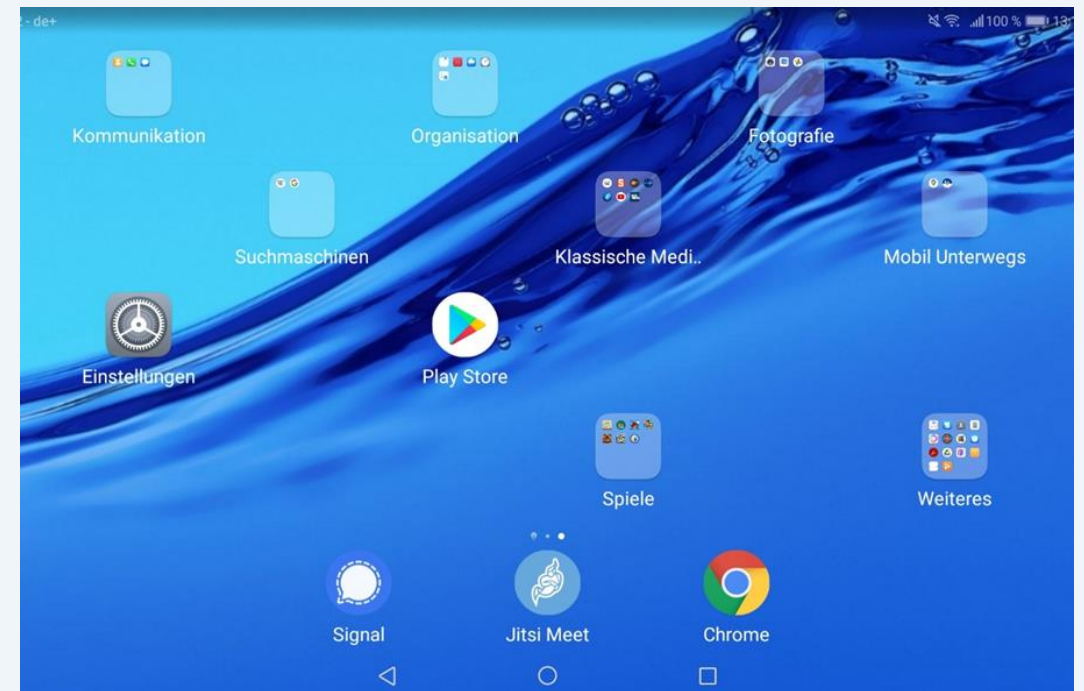 - de+ 100 % 13:
Kommunikation Organisation Fotografie
Suchmaschinen Klassische Medi.. Mobil Unterwegs
Einstellungen Play Store
Spiele Weiteres
Signal Jitsi Meet Chrome